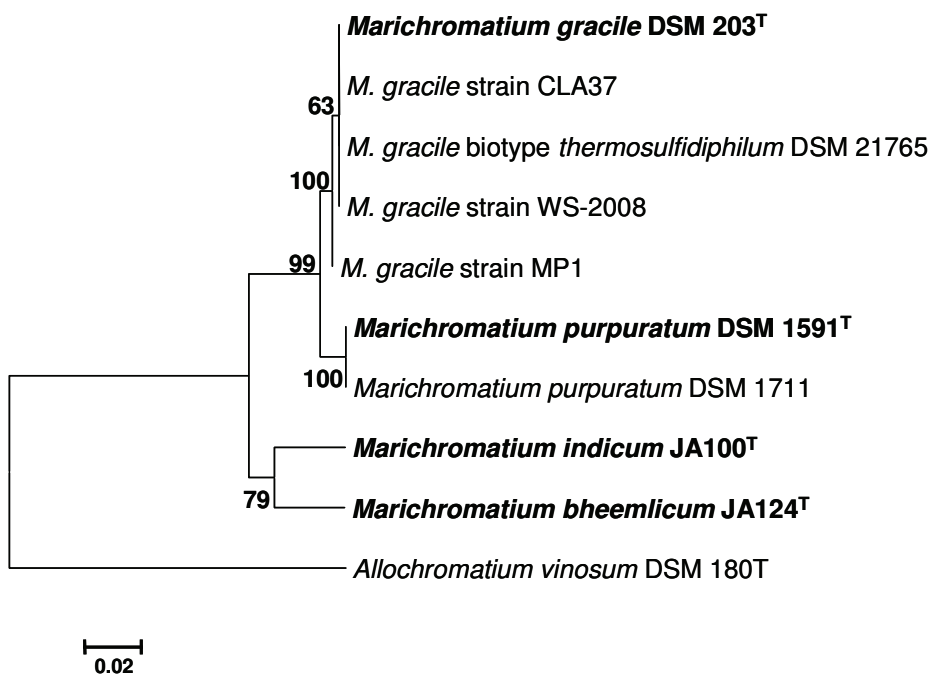 Marichromatium gracile DSM 203T
M. gracile strain CLA37
63
M. gracile biotype thermosulfidiphilum DSM 21765
100
M. gracile strain WS-2008
99
M. gracile strain MP1
Marichromatium purpuratum DSM 1591T
100
Marichromatium purpuratum DSM 1711
Marichromatium indicum JA100T
79
Marichromatium bheemlicum JA124T
Allochromatium vinosum DSM 180T
0.02